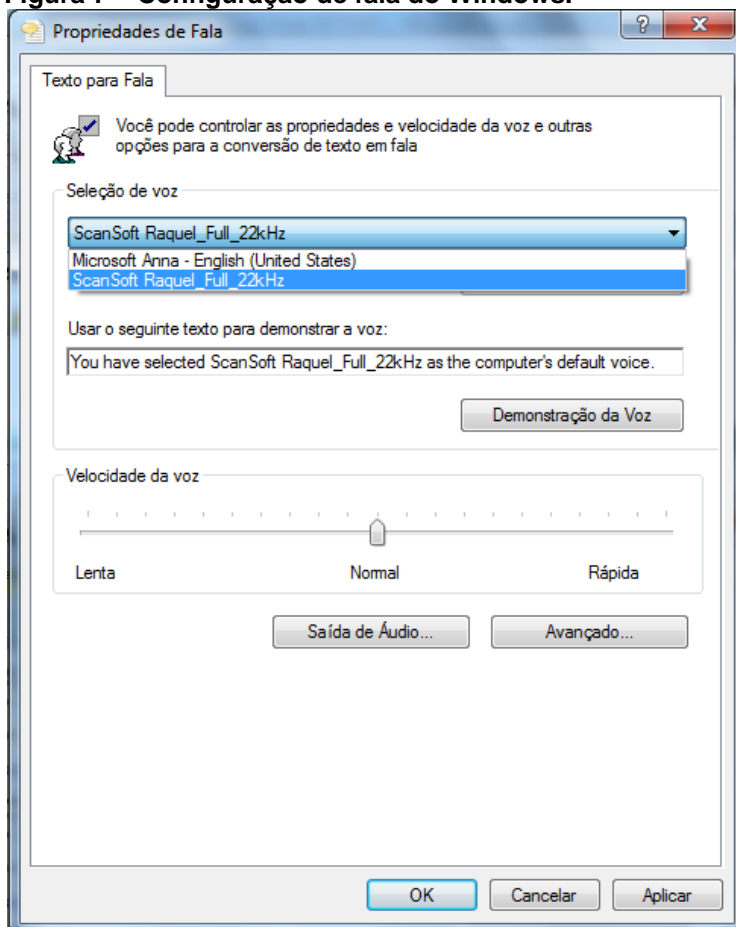 Propriedades de Fala
Texto para Fala
Você pode controlar as propriedades e velocidade da voz e outras
opções para a conversão de texto em fala
Seleção de voz
ScanSoft Raquel_Full_22kHz
Microsoft Anna - English (United States)
ScanSoft Raquel_Full_22kHz
Usar o seguinte texto para demonstrar a voz:
You have selected ScanSoft Raquel_Full_22kHz as the computer's default voice.
Demonstração da Voz
Velocidade da voz
Lenta Normal Rápida
Saída de Áudio... Avançado...
OK Cancelar Aplicar